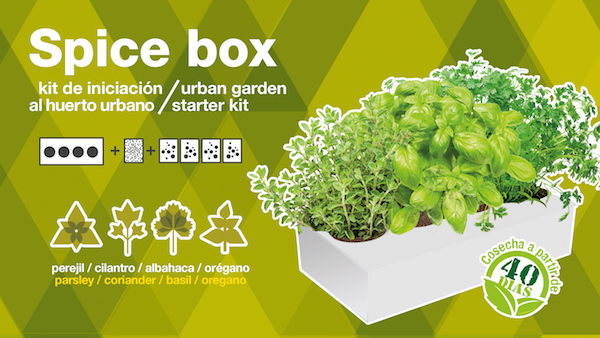 Spice box
kit de iniciación / urban garden
al huerto urbano / starter kit
+ +
perejil / cilantro / albahaca / orégano
parsley / coriander / basil / oregano
Cosecha a partir de
40
DIAS